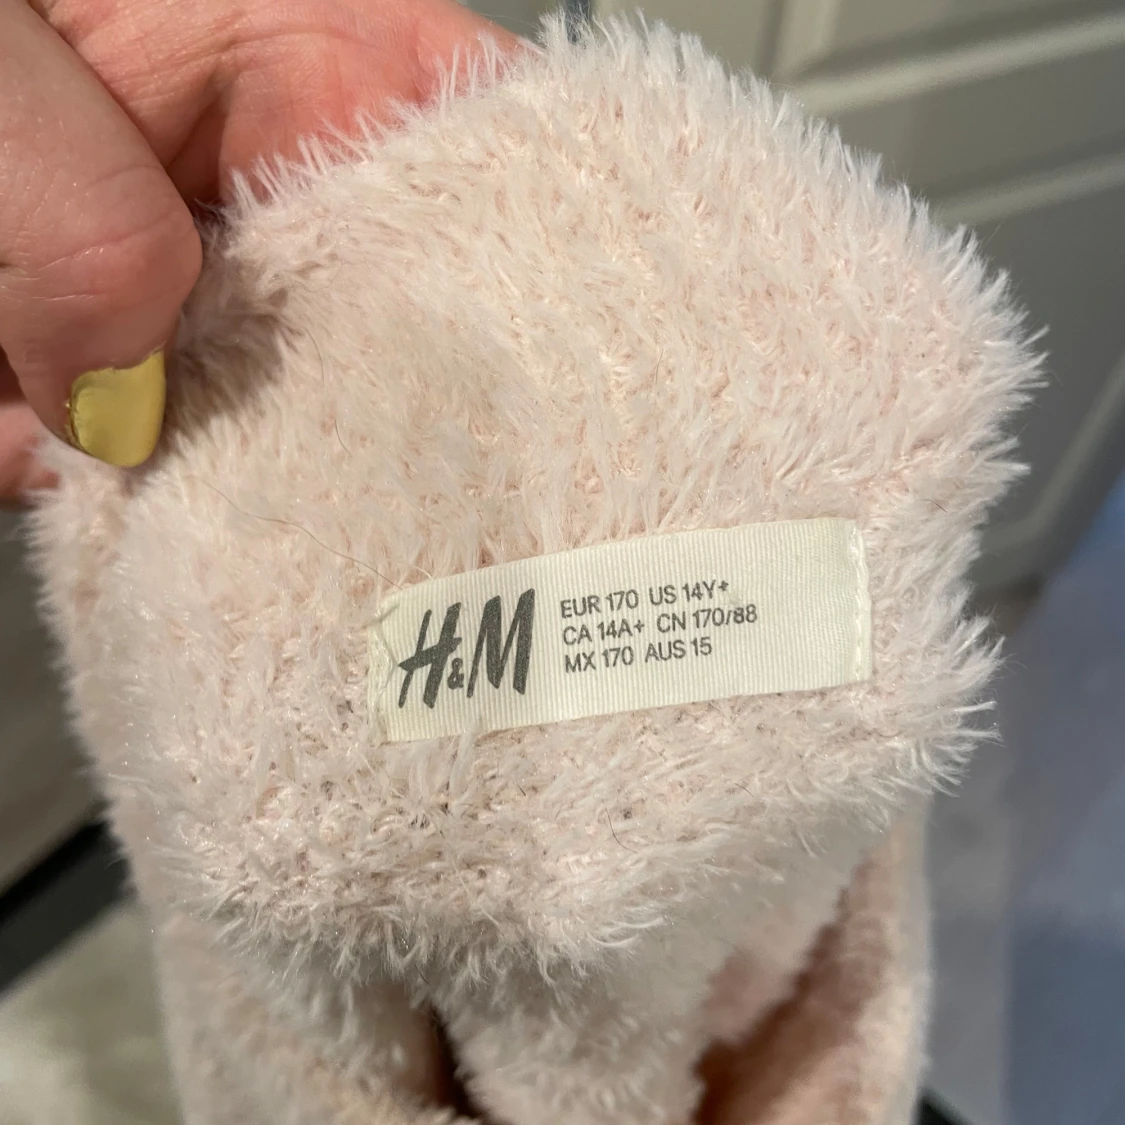 H&M
EUR 170 US 14Y+
CA 14A+ CN 170/88
MX 170 AUS 15